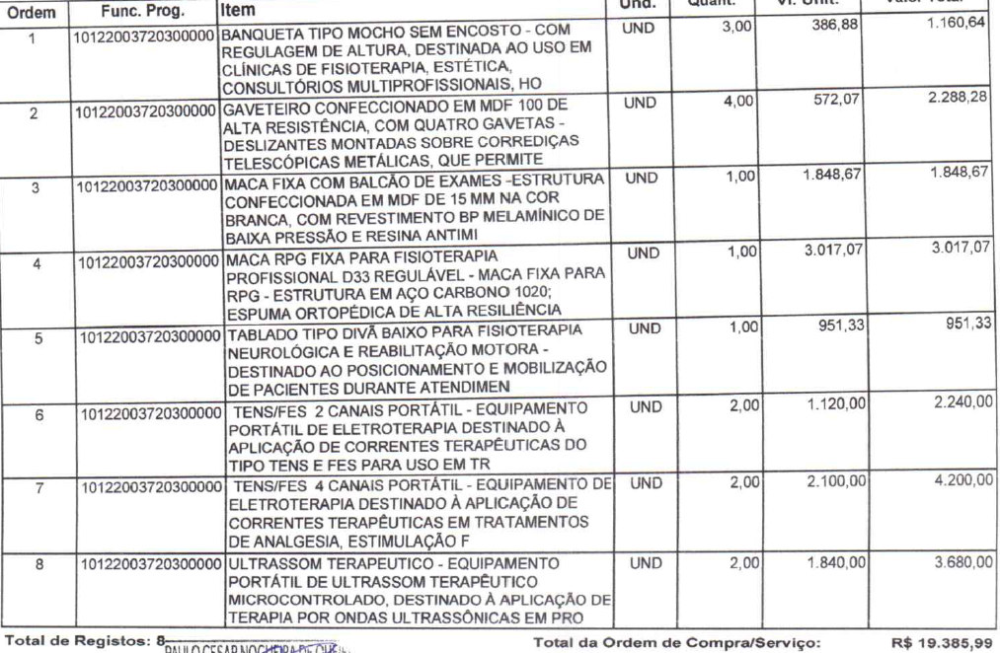 Ordem Func. Prog. Item Und. Quant. Vl. Unit. Valor Total
1 10122003720300000 BANQUETA TIPO MOCHO SEM ENCOSTO - COM UND 3,00 386,88 1.160,64
REGULAGEM DE ALTURA, DESTINADA AO USO EM
CLÍNICAS DE FISIOTERAPIA, ESTÉTICA,
CONSULTÓRIOS MULTIPROFISSIONAIS, HO
2 10122003720300000 GAVETEIRO CONFECCIONADO EM MDF 100 DE UND 4,00 572,07 2.288,28
ALTA RESISTÊNCIA, COM QUATRO GAVETAS -
DESLIZANTES MONTADAS SOBRE CORREDIÇAS
TELESCÓPICAS METÁLICAS, QUE PERMITE
3 10122003720300000 MACA FIXA COM BALCÃO DE EXAMES -ESTRUTURA UND 1,00 1.848,67 1.848,67
CONFECCIONADA EM MDF DE 15 MM NA COR
BRANCA, COM REVESTIMENTO BP MELAMÍNICO DE
BAIXA PRESSÃO E RESINA ANTIMI
4 10122003720300000 MACA RPG FIXA PARA FISIOTERAPIA UND 1,00 3.017,07 3.017,07
PROFISSIONAL D33 REGULÁVEL - MACA FIXA PARA
RPG - ESTRUTURA EM AÇO CARBONO 1020;
ESPUMA ORTOPÉDICA DE ALTA RESILIÊNCIA
5 10122003720300000 TABLADO TIPO DIVÃ BAIXO PARA FISIOTERAPIA UND 1,00 951,33 951,33
NEUROLÓGICA E REABILITAÇÃO MOTORA -
DESTINADO AO POSICIONAMENTO E MOBILIZAÇÃO
DE PACIENTES DURANTE ATENDIMEN
6 10122003720300000 TENS/FES 2 CANAIS PORTÁTIL - EQUIPAMENTO UND 2,00 1.120,00 2.240,00
PORTÁTIL DE ELETROTERAPIA DESTINADO À
APLICAÇÃO DE CORRENTES TERAPÊUTICAS DO
TIPO TENS E FES PARA USO EM TR
7 10122003720300000 TENS/FES 4 CANAIS PORTÁTIL - EQUIPAMENTO DE UND 2,00 2.100,00 4.200,00
ELETROTERAPIA DESTINADO À APLICAÇÃO DE
CORRENTES TERAPÊUTICAS EM TRATAMENTOS
DE ANALGESIA, ESTIMULAÇÃO F
8 10122003720300000 ULTRASSOM TERAPEUTICO - EQUIPAMENTO UND 2,00 1.840,00 3.680,00
PORTÁTIL DE ULTRASSOM TERAPÊUTICO
MICROCONTROLADO, DESTINADO À APLICAÇÃO DE
TERAPIA POR ONDAS ULTRASSÔNICAS EM PRO
Total de Registos: 8 Total da Ordem de Compra/Serviço: R$ 19.385,99
PAULO CESAR